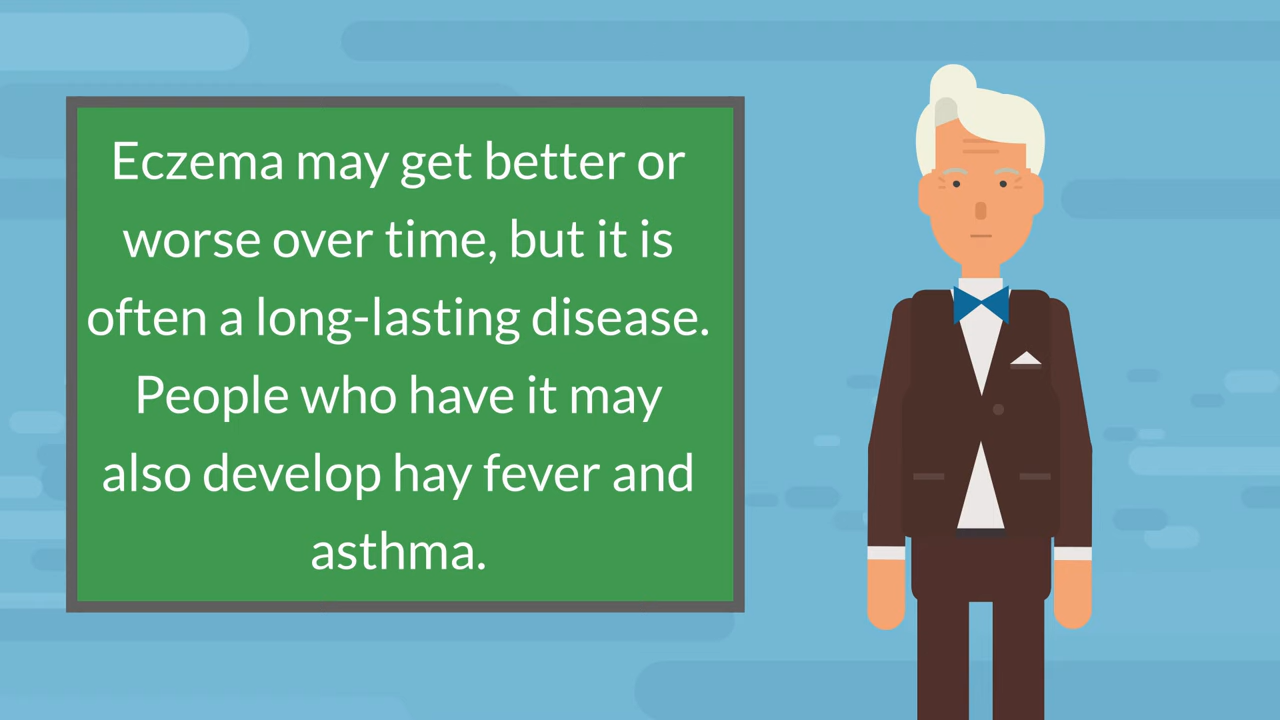 Eczema may get better or
worse over time, but it is
often a long-lasting disease.
People who have it may
also develop hay fever and
asthma.